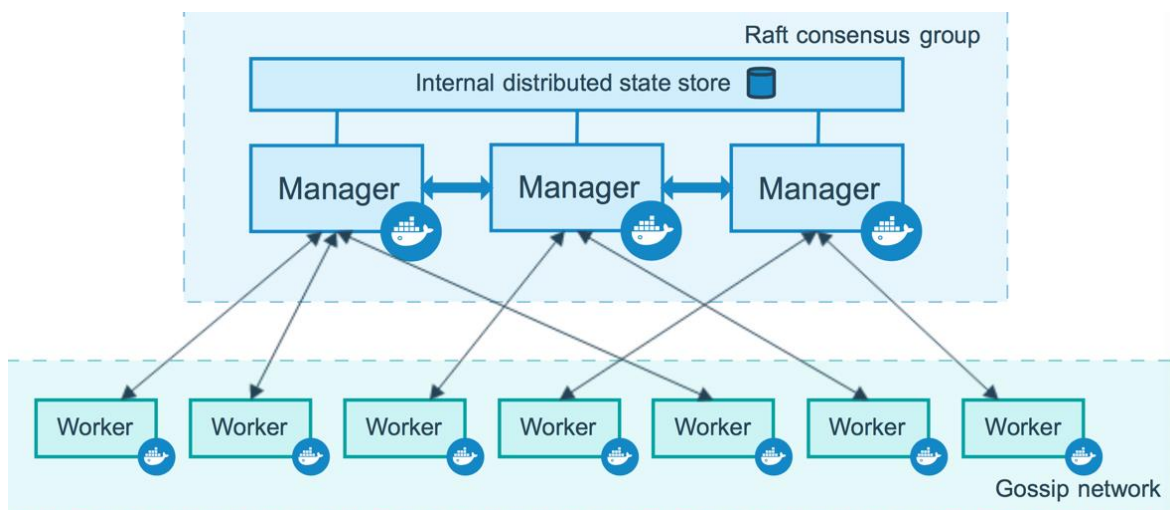 Raft consensus group
Internal distributed state store
Manager
Manager
Manager
Worker
Worker
Worker
Worker
Worker
Worker
Worker
Gossip network